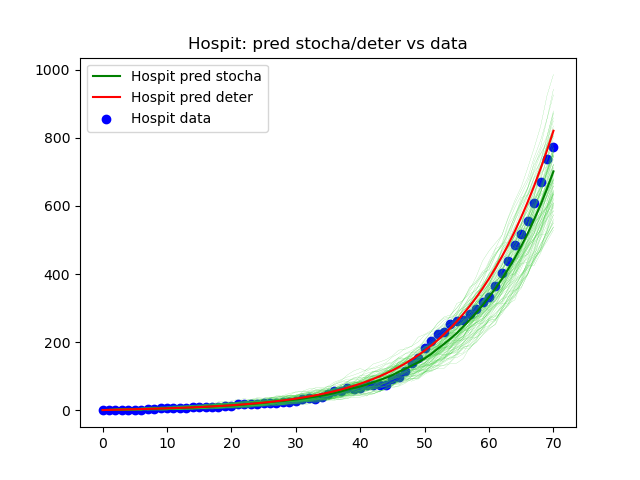 Hospit: pred stocha/deter vs data
Hospit pred stocha
Hospit pred deter
Hospit data
1000
800
600
400
200
0
0 10 20 30 40 50 60 70